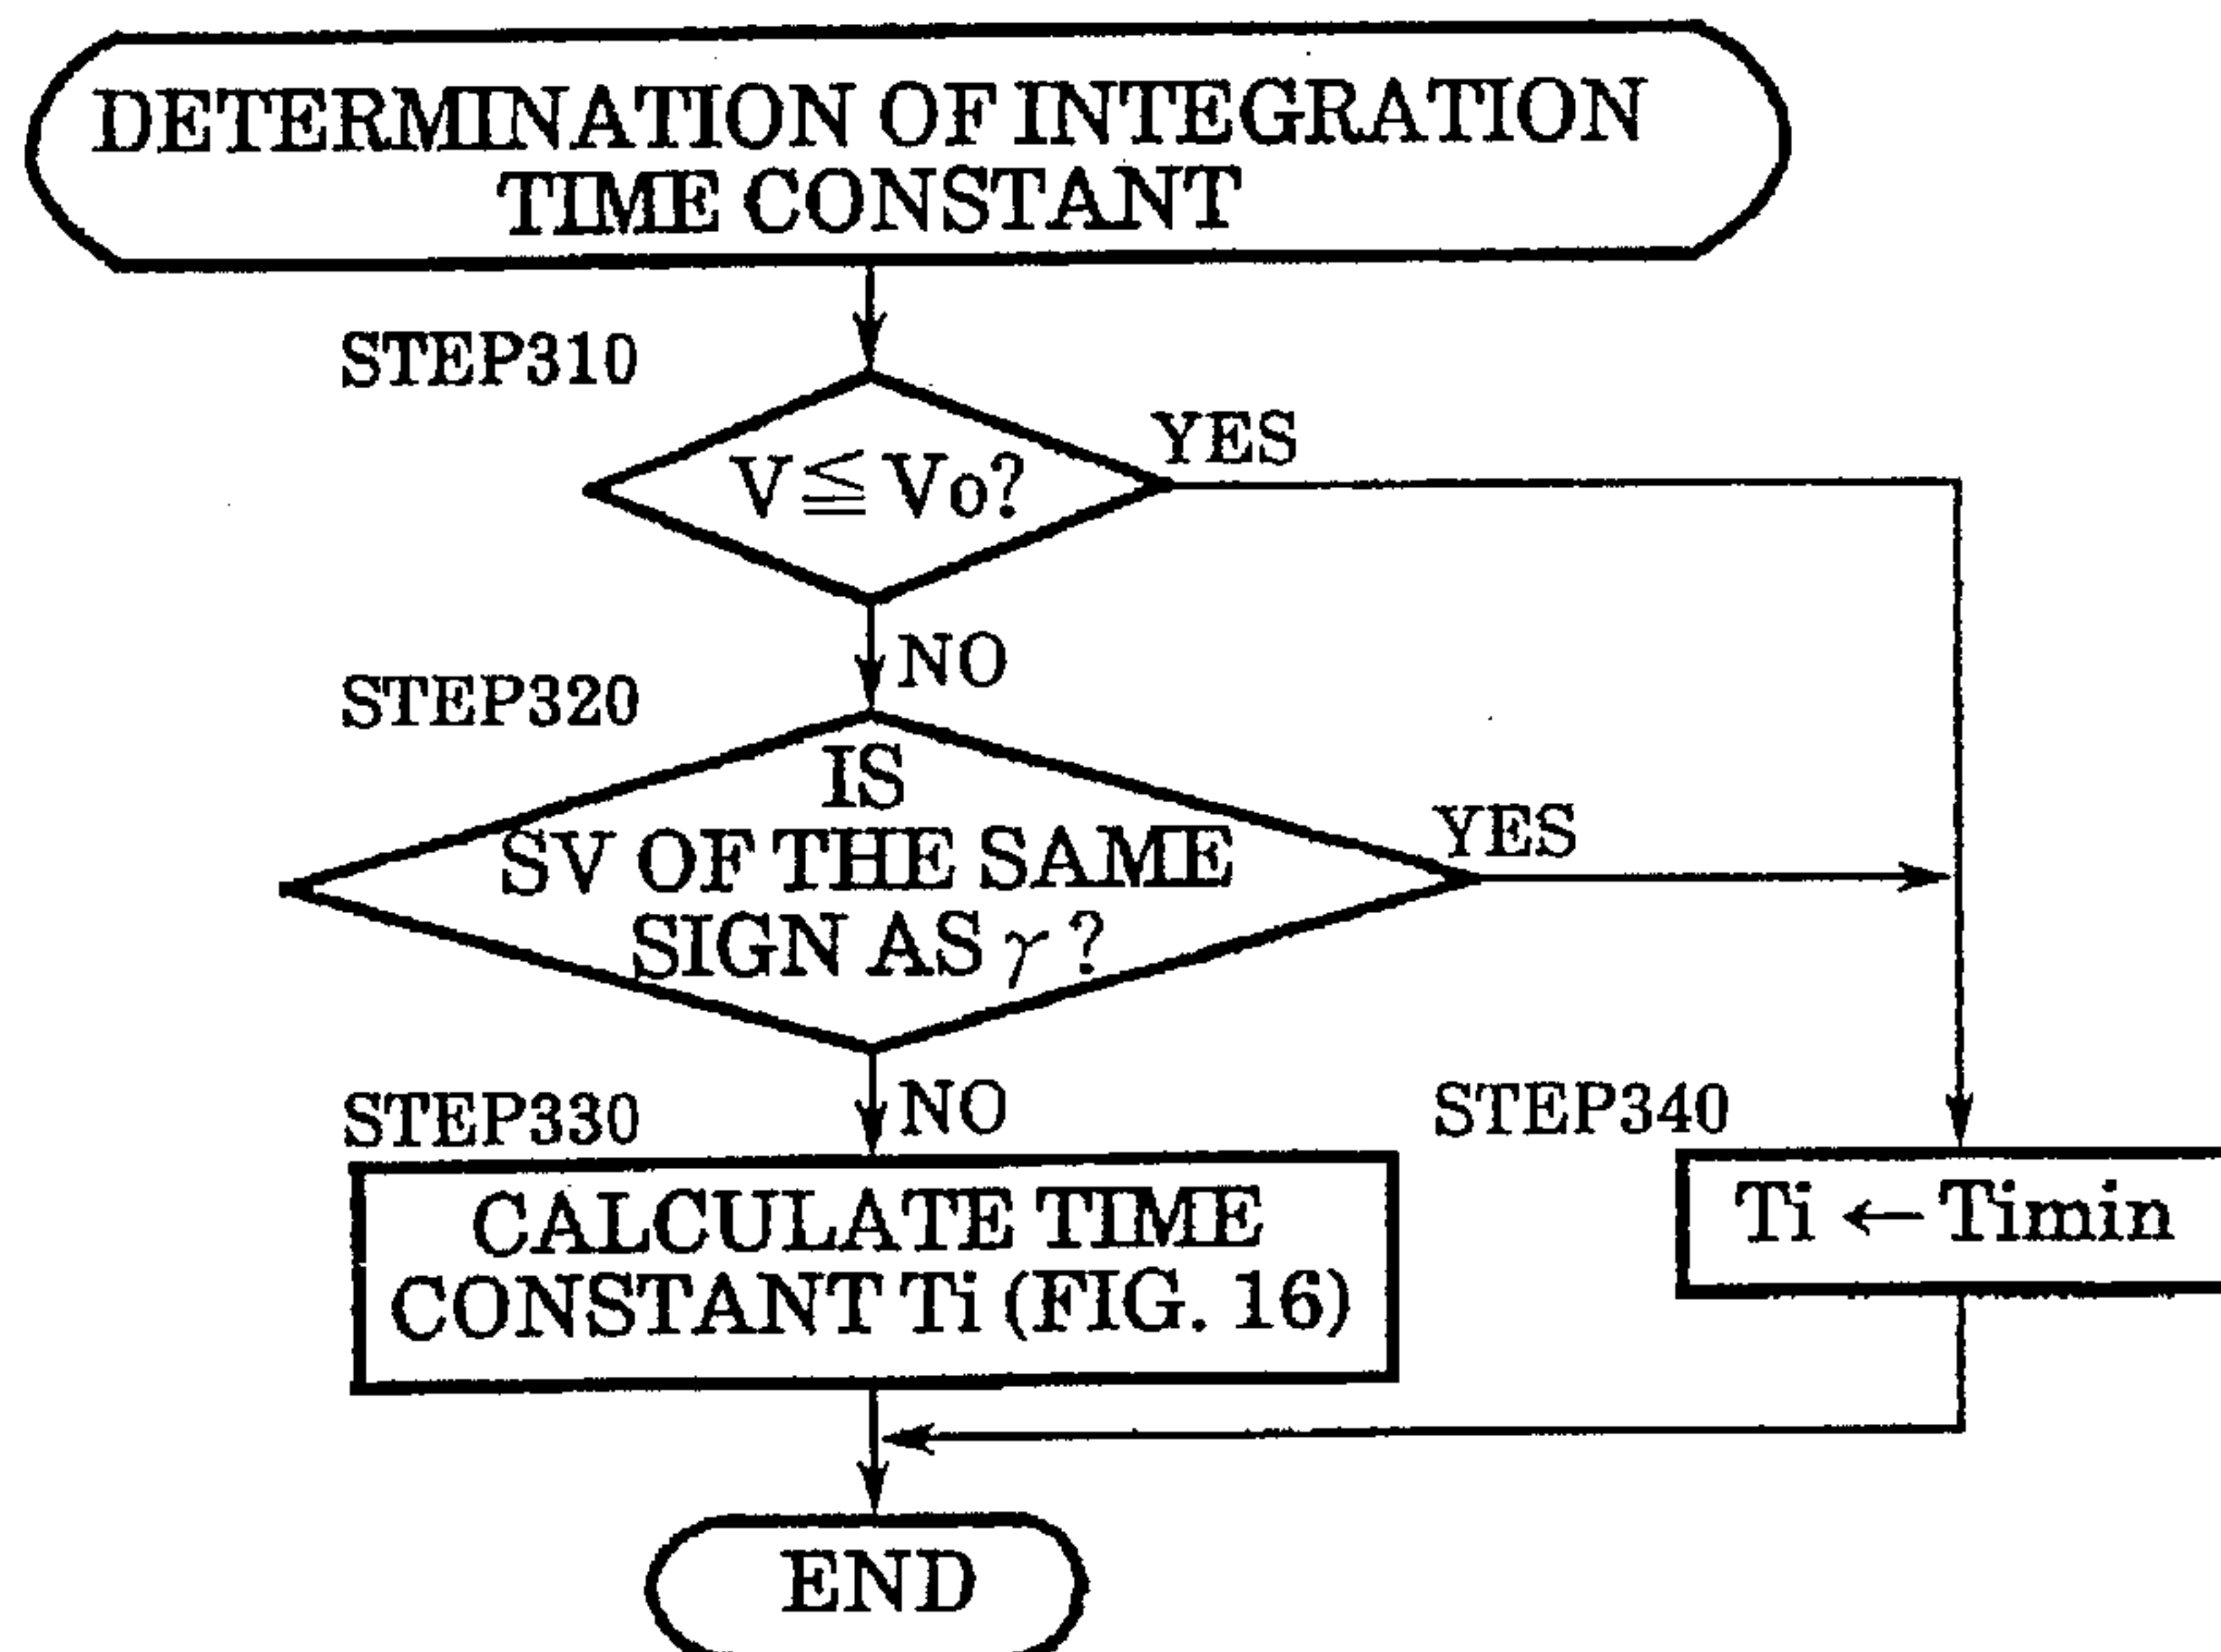 DETERMINATION OF INTEGRATION
TIME CONSTANT
STEP310
V≦Vo?
YES
NO
STEP320
IS
SV OF THE SAME
SIGN AS γ?
YES
NO
STEP330
CALCULATE TIME
CONSTANT Ti (FIG. 16)
STEP340
Ti ← Timin
END